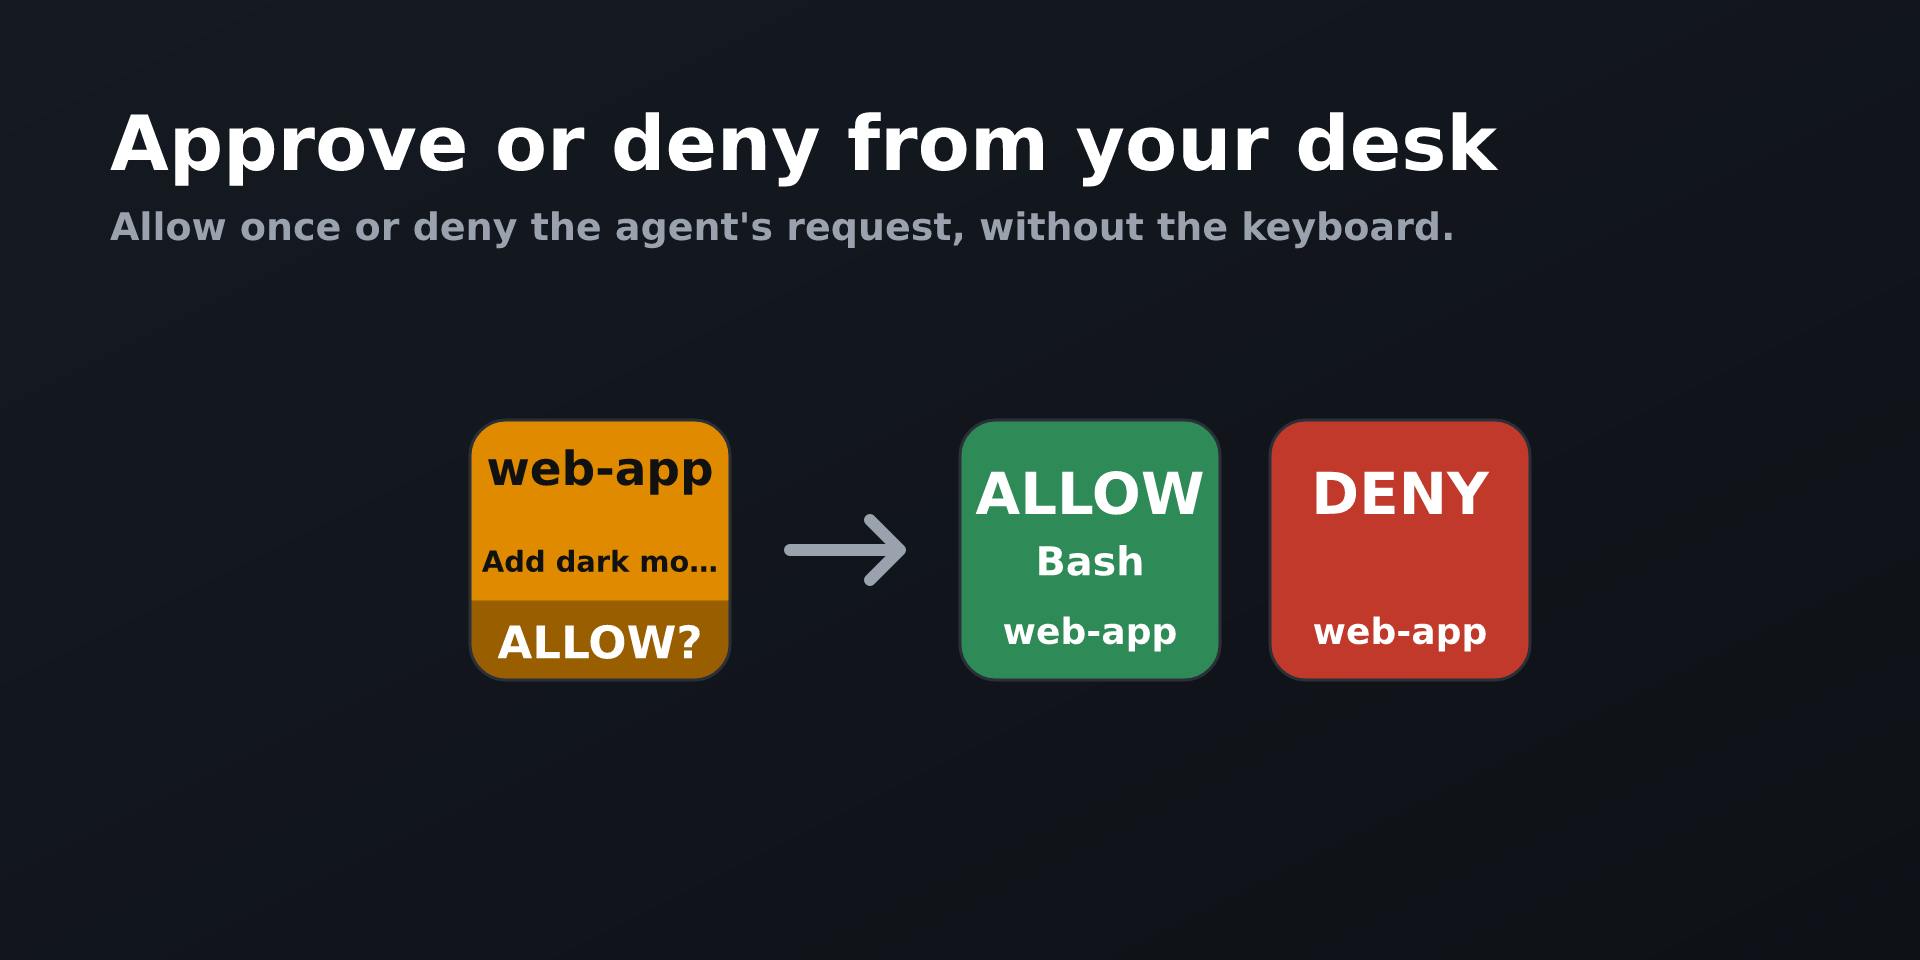 Approve or deny from your desk
Allow once or deny the agent's request, without the keyboard.
web-app
Add dark mo…
ALLOW?
ALLOW
Bash
web-app
DENY
web-app